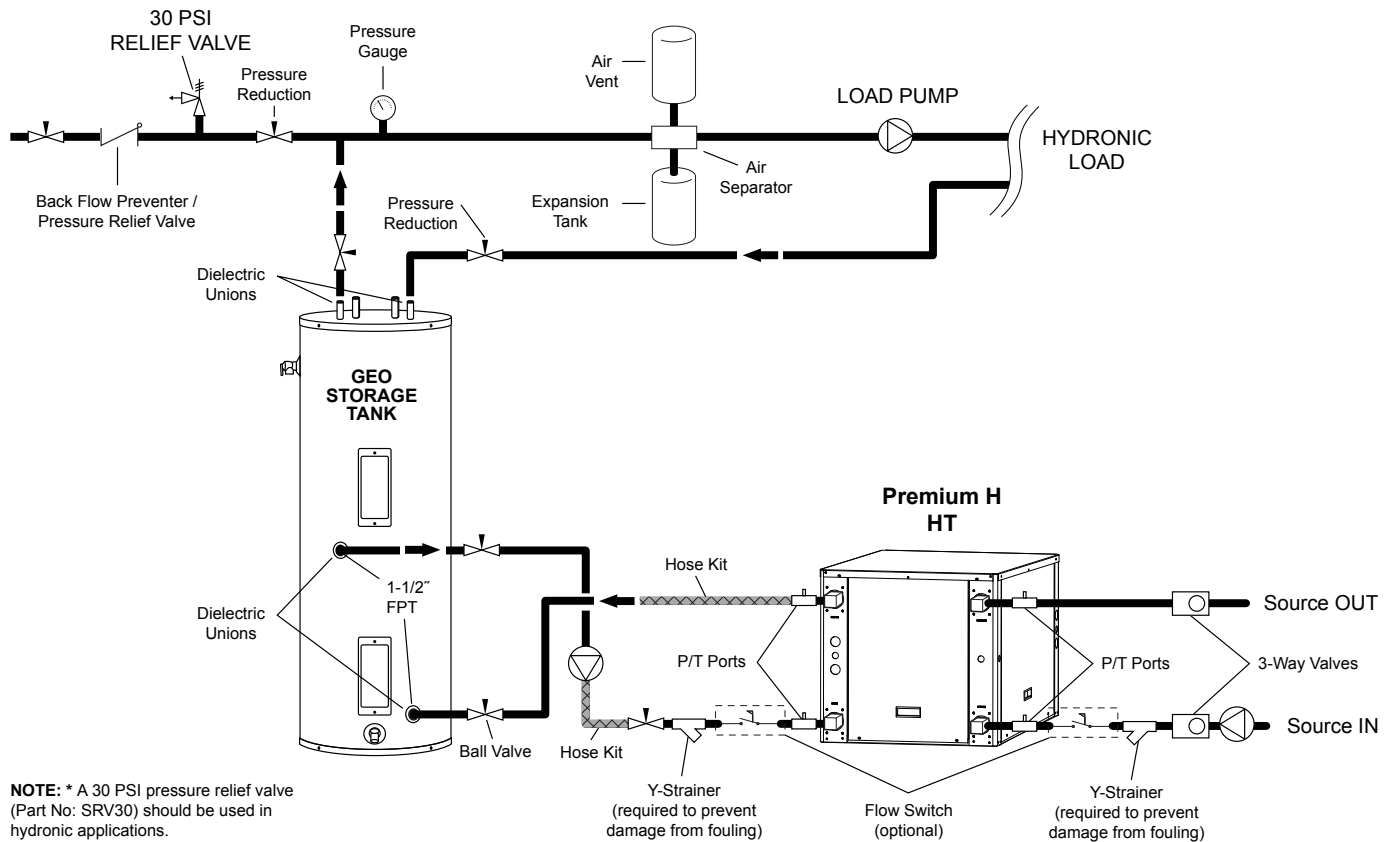 30 PSI
RELIEF VALVE
Pressure
Gauge
Pressure
Reduction
Air
Vent
LOAD PUMP
HYDRONIC
LOAD
Back Flow Preventer /
Pressure Relief Valve
Pressure
Reduction
Expansion
Tank
Air
Separator
Dielectric
Unions
GEO
STORAGE
TANK
Premium H
HT
Hose Kit
1-1/2˝
FPT
Dielectric
Unions
Source OUT
P/T Ports
P/T Ports
3-Way Valves
Source IN
Ball Valve
Hose Kit
Y-Strainer
(required to prevent
damage from fouling)
Flow Switch
(optional)
Y-Strainer
(required to prevent
damage from fouling)
NOTE: * A 30 PSI pressure relief valve
(Part No: SRV30) should be used in
hydronic applications.